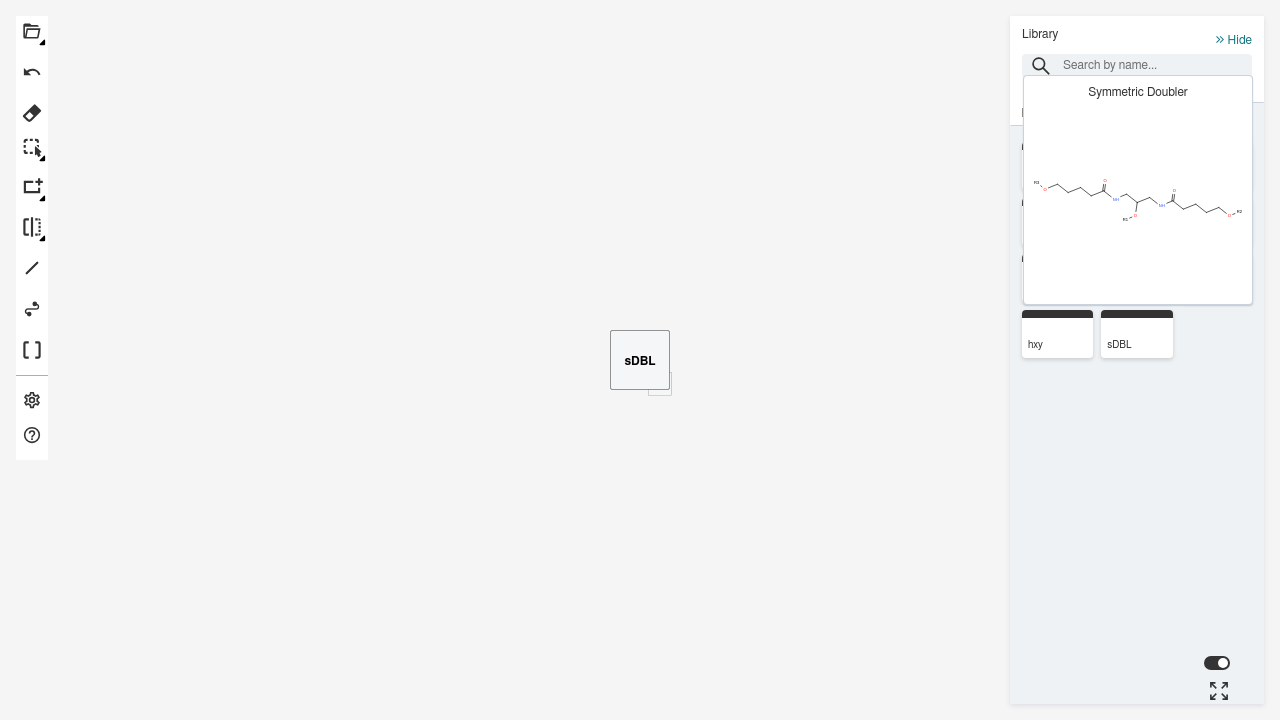 Library
Hide
Search by name...
Symmetric Doubler
R3
O
O
NH
R1
O
NH
O
O
R2
sDBL
hxy
sDBL